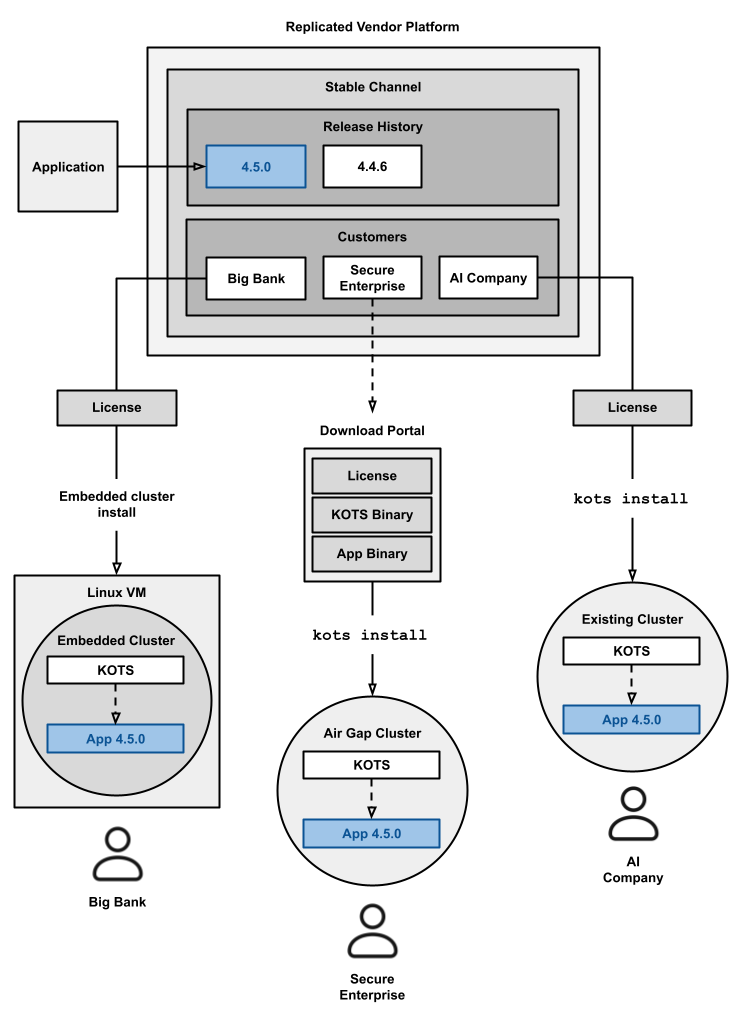 Replicated Vendor Platform
Stable Channel
Release History
Application
4.5.0
4.4.6
Customers
Big Bank
Secure
Enterprise
AI Company
License
License
Download Portal
License
KOTS Binary
App Binary
Embedded cluster
install
kots install
kots install
Linux VM
Embedded Cluster
KOTS
App 4.5.0
Air Gap Cluster
KOTS
App 4.5.0
Existing Cluster
KOTS
App 4.5.0
Big Bank
Secure
Enterprise
AI
Company